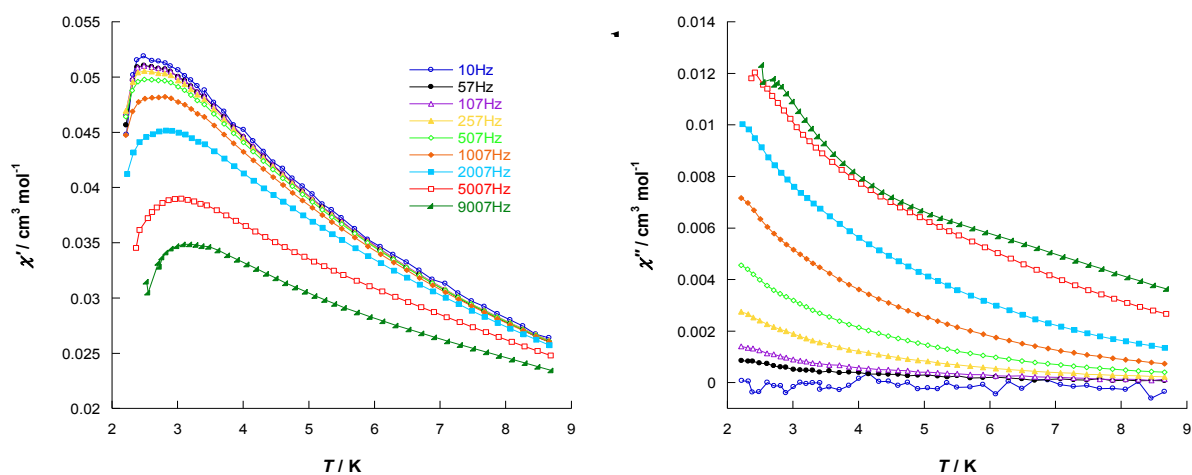 0.055
0.05
0.045
0.04
0.035
0.03
0.025
0.02
χ' / cm³ mol⁻¹
2 3 4 5 6 7 8 9
T / K
10Hz
57Hz
107Hz
257Hz
507Hz
1007Hz
2007Hz
5007Hz
9007Hz
0.014
0.012
0.01
0.008
0.006
0.004
0.002
0
χ'' / cm³ mol⁻¹
2 3 4 5 6 7 8 9
T / K